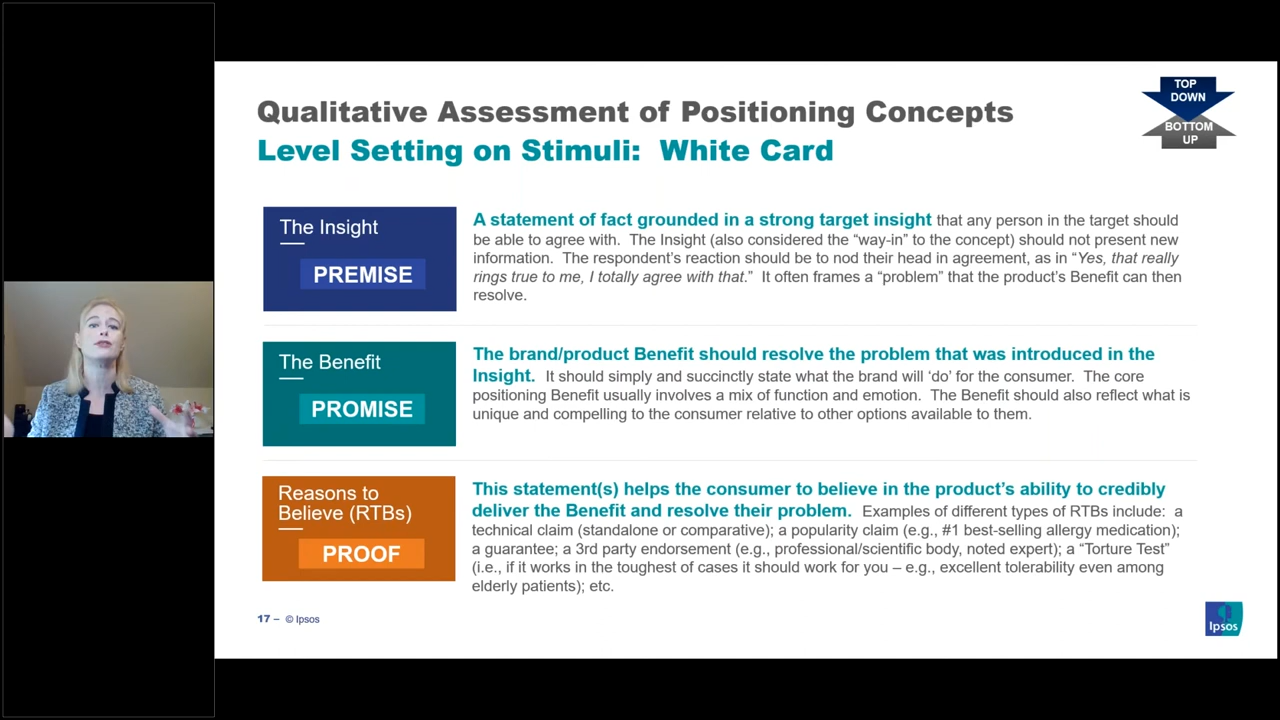 TOP
DOWN
BOTTOM
UP
Qualitative Assessment of Positioning Concepts
Level Setting on Stimuli:  White Card
The Insight
PREMISE
A statement of fact grounded in a strong target insight that any person in the target should
be able to agree with.  The Insight (also considered the “way-in” to the concept) should not present new
information.  The respondent’s reaction should be to nod their head in agreement, as in “Yes, that really
rings true to me, I totally agree with that.”  It often frames a “problem” that the product’s Benefit can then
resolve.
The Benefit
PROMISE
The brand/product Benefit should resolve the problem that was introduced in the
Insight.  It should simply and succinctly state what the brand will ‘do’ for the consumer.  The core
positioning Benefit usually involves a mix of function and emotion.  The Benefit should also reflect what is
unique and compelling to the consumer relative to other options available to them.
Reasons to
Believe (RTBs)
PROOF
This statement(s) helps the consumer to believe in the product’s ability to credibly
deliver the Benefit and resolve their problem.  Examples of different types of RTBs include:  a
technical claim (standalone or comparative); a popularity claim (e.g., #1 best-selling allergy medication);
a guarantee; a 3rd party endorsement (e.g., professional/scientific body, noted expert); a “Torture Test”
(i.e., if it works in the toughest of cases it should work for you – e.g., excellent tolerability even among
elderly patients); etc.
17 – © Ipsos
Ipsos